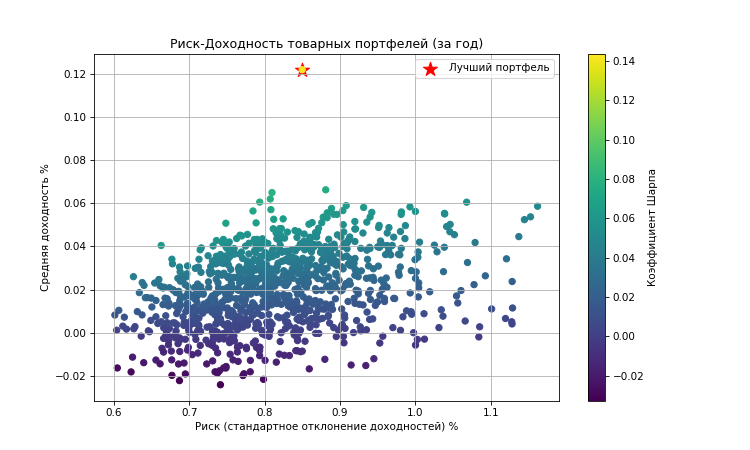 Риск-Доходность товарных портфелей (за год)
Лучший портфель
Средняя доходность %
0.12
0.10
0.08
0.06
0.04
0.02
0.00
−0.02
0.6 0.7 0.8 0.9 1.0 1.1
Риск (стандартное отклонение доходностей) %
0.14
0.12
0.10
0.08
0.06
0.04
0.02
0.00
−0.02
Коэффициент Шарпа